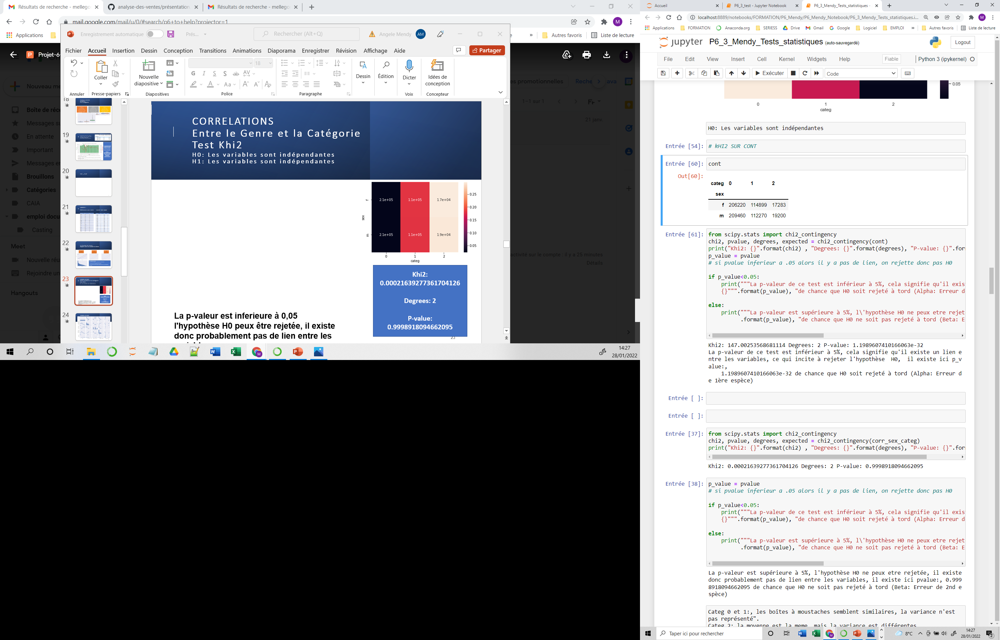 Résultats de recherche - mellego
analyse-des-ventes/présentation
Résultats de recherche - mellego
mail.google.com/mail/u/0/#search/p6+to+help?projector=1
Applications
Autres favoris
Liste de lecture
Enregistrement automatique
Prés...
Rechercher (Alt+Q)
Angele Mendy
AM
Fichier Accueil Insertion Dessin Conception Transitions Animations Diaporama Enregistrer Révision Affichage Aide
Partager
Projet-6-
Coller
Nouvelle
diapositive
18
Dessin
Édition
Dicter
Idées de
conception
Annuler
Presse-papiers
Diapositives
Police
Paragraphe
Voix
Concepteur
Nouveau me
Boîte de réce
Messages su
En attente
Important
Messages en
Brouillons
Catégories
CAIA
emploi docu
Casting
Meet
Nouvelle réu
Rejoindre un
Hangouts
es promotionnelles
Reche
ava
1–1 sur 1
21 janv.
activité sur le compte : il y a 25 minutes
Détails
18
19
20
21
22
23
24
CORRELATIONS
Entre le Genre et la Catégorie
Test Khi2
H0: Les variables sont indépendantes
H1: Les variables sont indépendantes
2.1e+05 1.1e+05 1.7e+04
2.1e+05 1.1e+05 1.9e+04
f
m
sex
0 1 2
categ
0.25
0.20
0.15
0.10
0.05
Khi2:
0.00021639277361704126
Degrees: 2
P-value:
0.9998918094662095
La p-valeur est inferieure à 0,05
l'hypothèse H0 peux être rejetée, il existe
donc probablement pas de lien entre les
23
14:27
28/01/2022
Accueil
P6_3_test - Jupyter Notebook
P6_3_Mendy_Tests_statistiques -
localhost:8889/notebooks/FORMATION/P6_Mendy/P6_Mendy_Notebook/P6_3_Mendy_Tests_statistiques.i...
Applications FORMATION Anaconda.org SERIESS Drive Gmail Google Logiciel EMPLOI » Autres favoris Liste de lecture
jupyter P6_3_Mendy_Tests_statistiques (auto-sauvegardé)
Logout
File Edit View Insert Cell Kernel Widgets Help
Fiable
Python 3 (ipykernel)
Exécuter
Code
0.05
0 1 2
categ
H0: Les variables sont indépendantes
Entrée [54]: # kHI2 SUR CONT
Entrée [60]: cont
Out[60]:
categ 0 1 2
sex
f 206220 114899 17283
m 209460 112270 19200
Entrée [61]: from scipy.stats import chi2_contingency
chi2, pvalue, degrees, expected = chi2_contingency(cont)
print("Khi2: {}".format(chi2) , "Degrees: {}".format(degrees), "P-value: {}".for
p_value = pvalue
# si pvalue inferieur a .05 alors il y a pas de lien, on rejette donc pas H0
if p_value<0.05:
print("""La p-valeur de ce test est inférieur à 5%, cela signifie qu'il exis
{}""".format(p_value), "de chance que H0 soit rejeté à tord (Alpha: Erreur d
else:
print("""La p-valeur est supérieure à 5%, l\'hypothèse H0 ne peux etre rejet
.format(p_value), "de chance que H0 ne soit pas rejeté à tord (Beta: E
Khi2: 147.00253568681114 Degrees: 2 P-value: 1.1989607410166063e-32
La p-valeur de ce test est inférieur à 5%, cela signifie qu'il existe un lien e
ntre les variables, ce qui incite à rejeter l'hypothèse  H0,  il existe ici p_v
alue:,
1.1989607410166063e-32 de chance que H0 soit rejeté à tord (Alpha: Erreur d
e 1ère espèce)
Entrée [ ]:
Entrée [ ]:
Entrée [37]: from scipy.stats import chi2_contingency
chi2, pvalue, degrees, expected = chi2_contingency(corr_sex_categ)
print("Khi2: {}".format(chi2) , "Degrees: {}".format(degrees), "P-value: {}".for
Khi2: 0.00021639277361704126 Degrees: 2 P-value: 0.9998918094662095
Entrée [38]: p_value = pvalue
# si pvalue inferieur a .05 alors il y a pas de lien, on rejette donc pas H0
if p_value<0.05:
print("""La p-valeur de ce test est inférieur à 5%, cela signifie qu'il exis
{}""".format(p_value), "de chance que H0 soit rejeté à tord (Alpha: Erreur d
else:
print("""La p-valeur est supérieure à 5%, l\'hypothèse H0 ne peux etre rejet
.format(p_value), "de chance que H0 ne soit pas rejeté à tord (Beta: E
La p-valeur est supérieure à 5%, l'hypothèse H0 ne peux etre rejetée, il existe
donc probablement pas de lien entre les variables, il existe ici pvalue:, 0.999
8918094662095 de chance que H0 ne soit pas rejeté à tord (Beta: Erreur de 2nd e
spèce)
Categ 0 et 1:, les boîtes à moustaches semblent similaires, la variance n'est
pas représenté".
Categ 2: la moyenne est la meme, mais la variance est différentes
Taper ici pour rechercher
8°C
14:27
28/01/2022